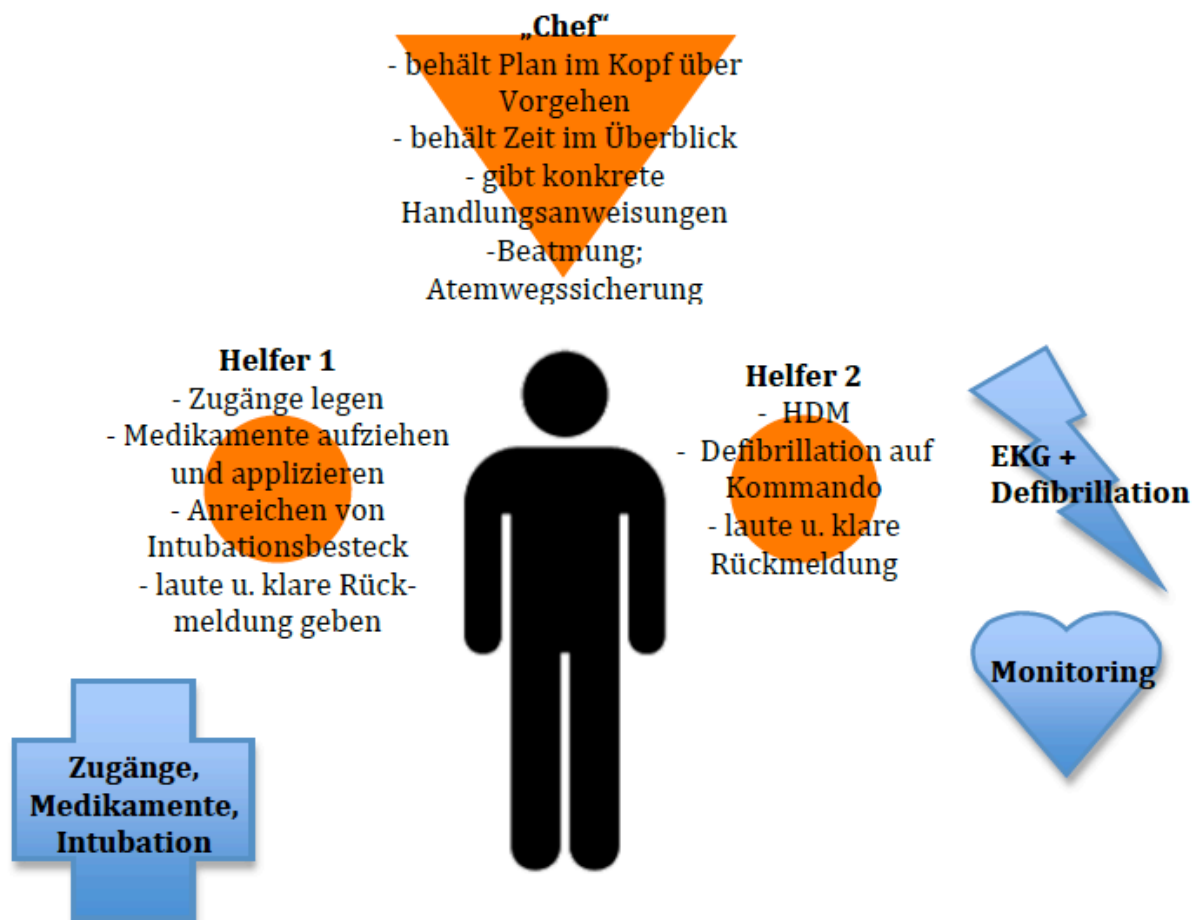 „Chef“
- behält Plan im Kopf über
Vorgehen
- behält Zeit im Überblick
- gibt konkrete
Handlungsanweisungen
-Beatmung;
Atemwegssicherung
Helfer 1
- Zugänge legen
- Medikamente aufziehen
und applizieren
- Anreichen von
Intubationsbesteck
- laute u. klare Rück-
meldung geben
Helfer 2
- HDM
- Defibrillation auf
Kommando
- laute u. klare
Rückmeldung
EKG +
Defibrillation
Monitoring
Zugänge,
Medikamente,
Intubation